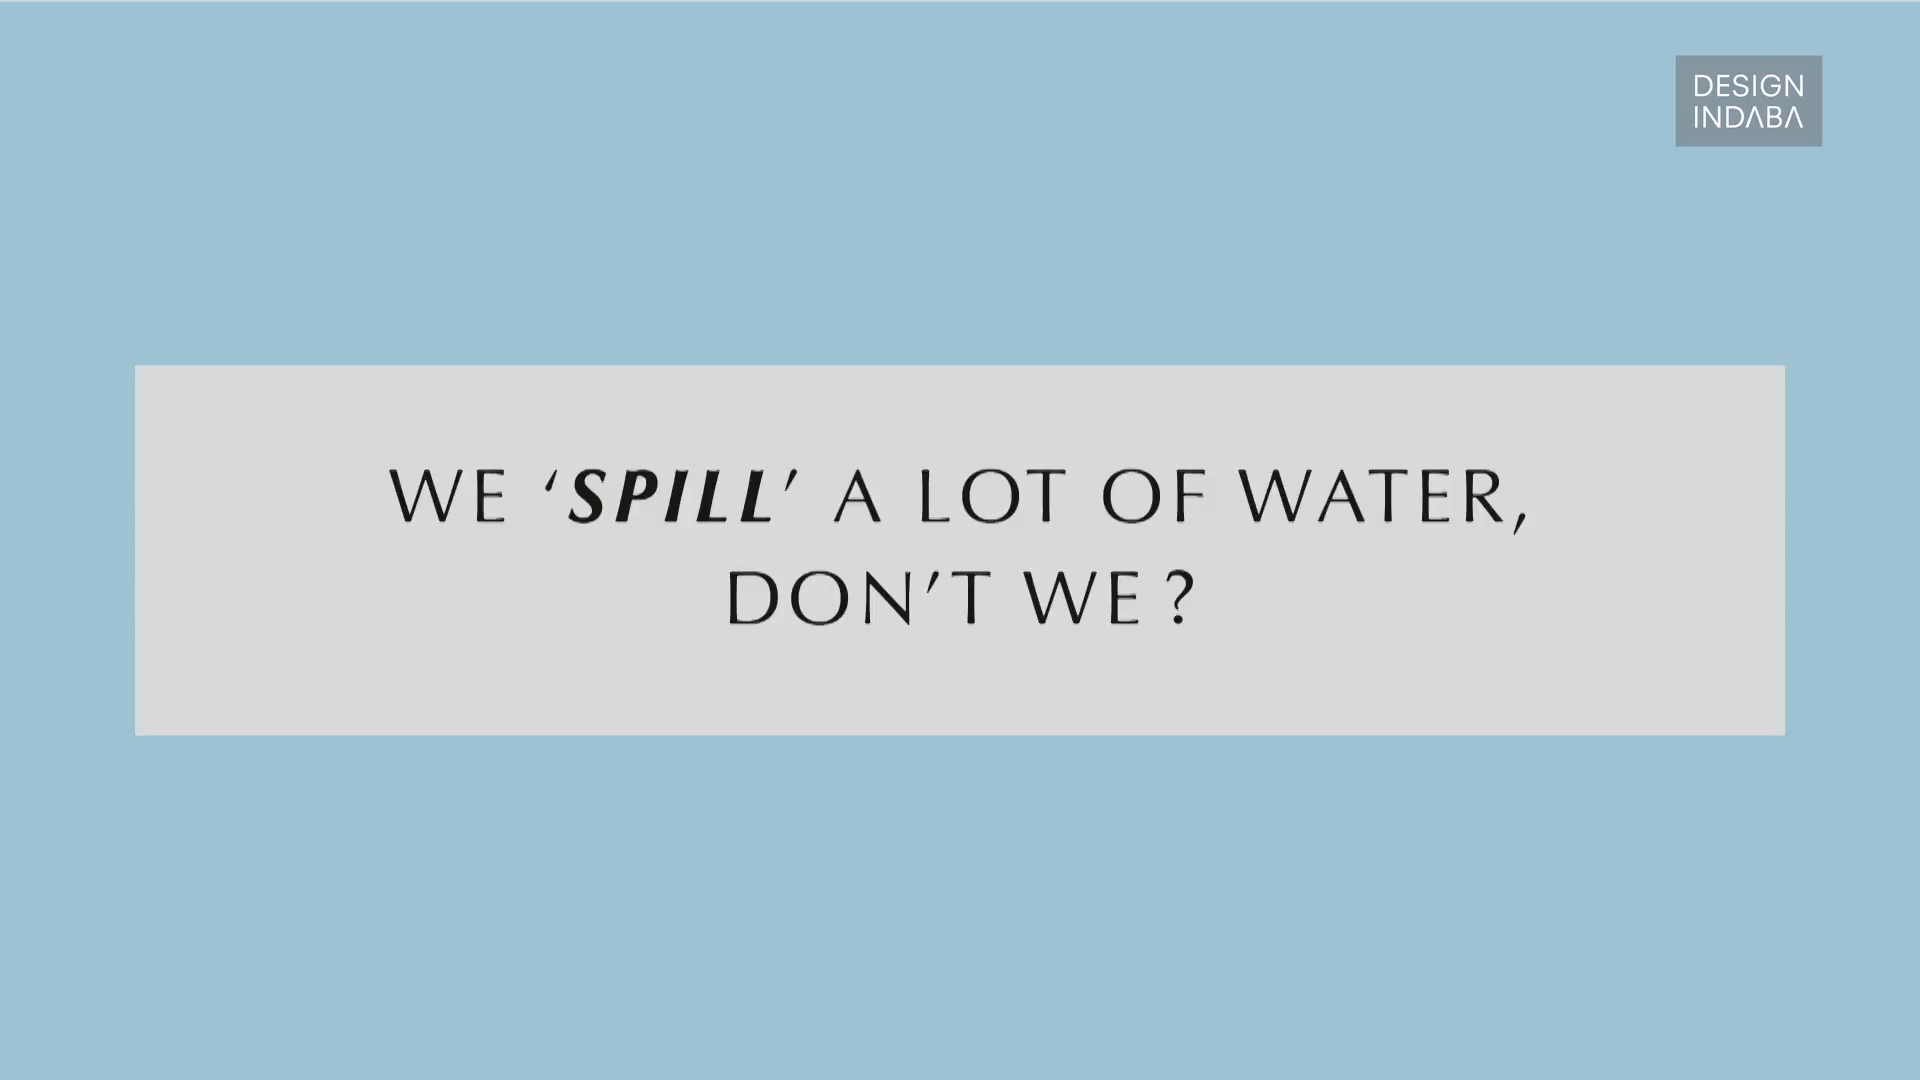 DESIGN
INDABA
WE ‘SPILL’ A LOT OF WATER,
DON’T WE ?